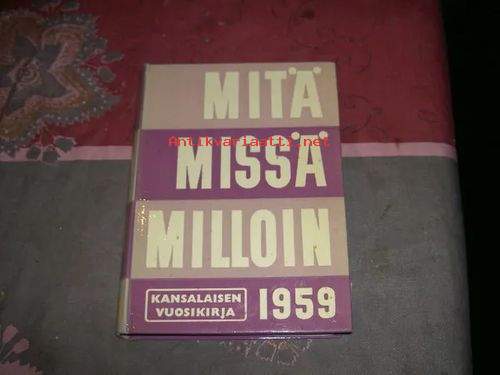 MITÄ
Antikvariaatti.net
MISSÄ
MILLOIN
KANSALAISEN
VUOSIKIRJA
1959